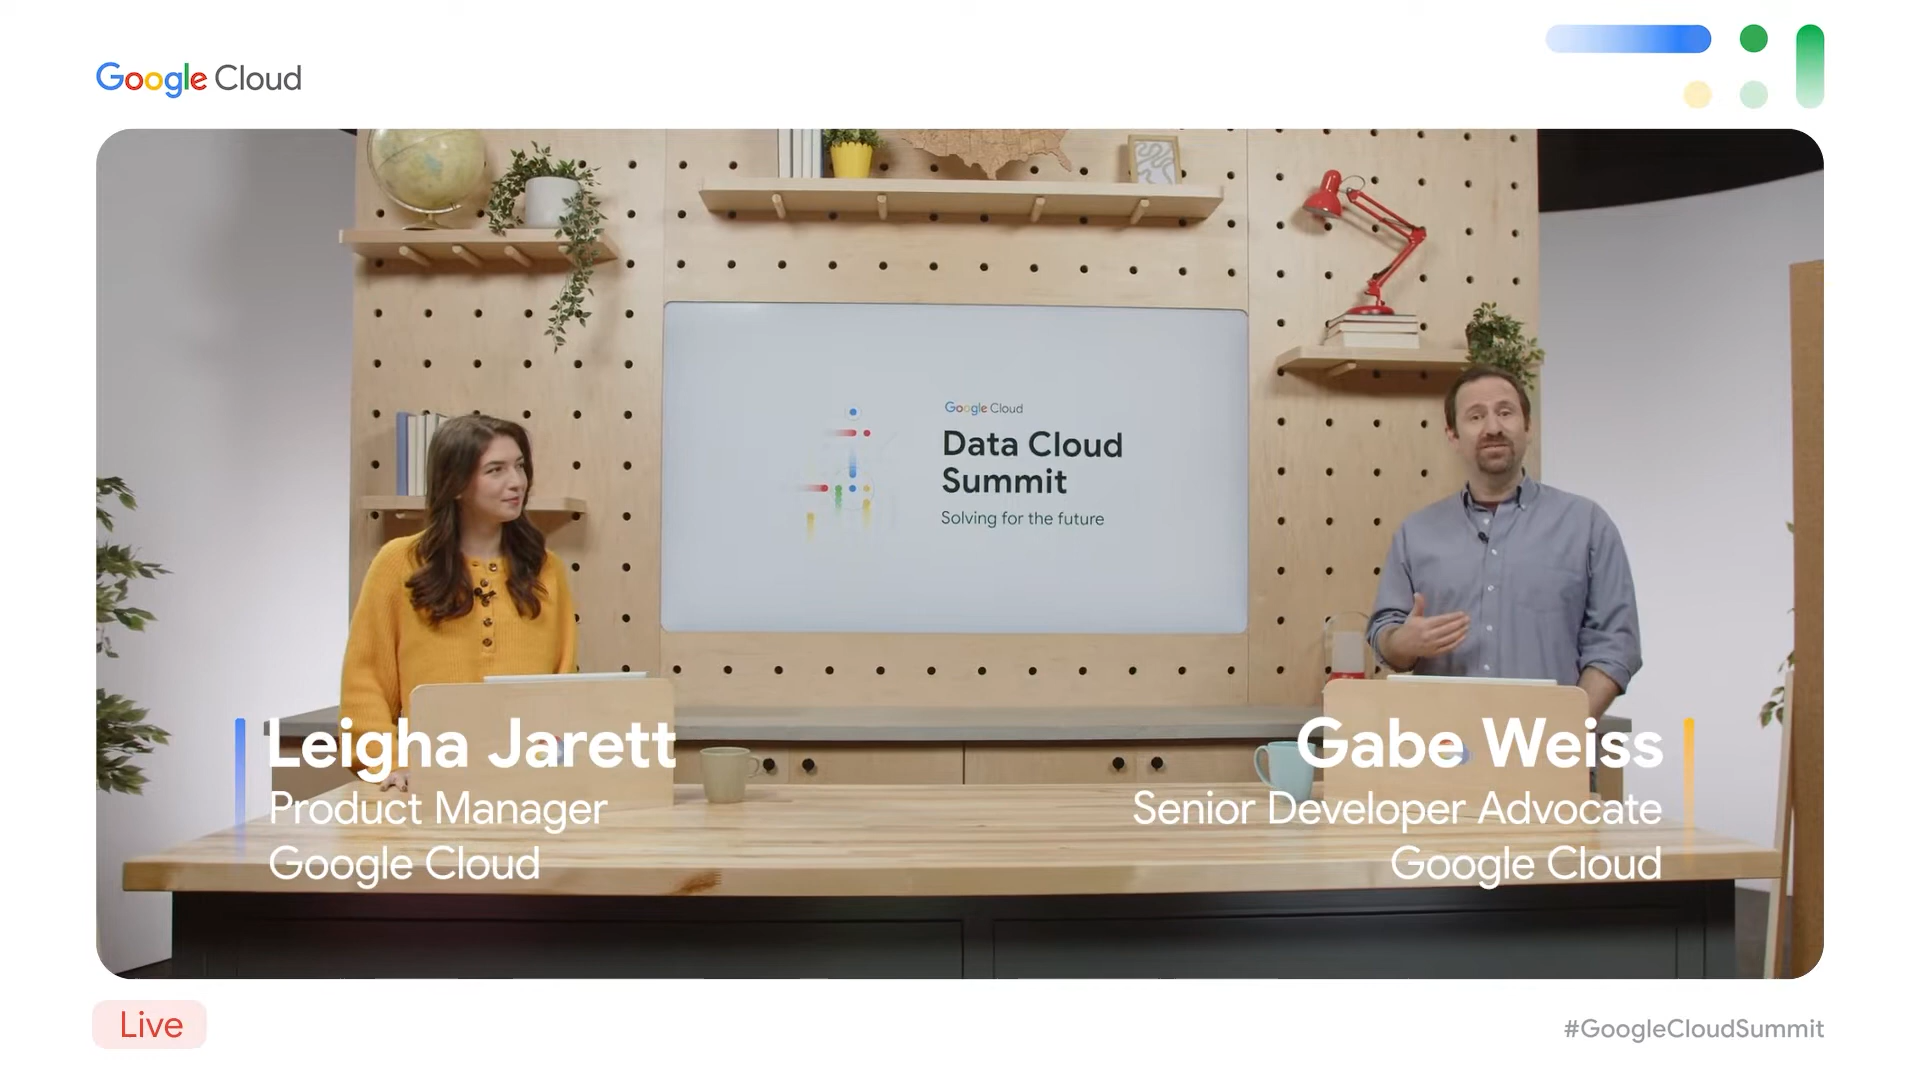 Google Cloud
Google Cloud
Data Cloud
Summit
Solving for the future
Leigha Jarett
Product Manager
Google Cloud
Gabe Weiss
Senior Developer Advocate
Google Cloud
Live
#GoogleCloudSummit